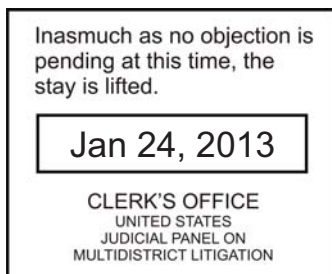 Inasmuch as no objection is
pending at this time, the
stay is lifted.
Jan 24, 2013
CLERK'S OFFICE
UNITED STATES
JUDICIAL PANEL ON
MULTIDISTRICT LITIGATION